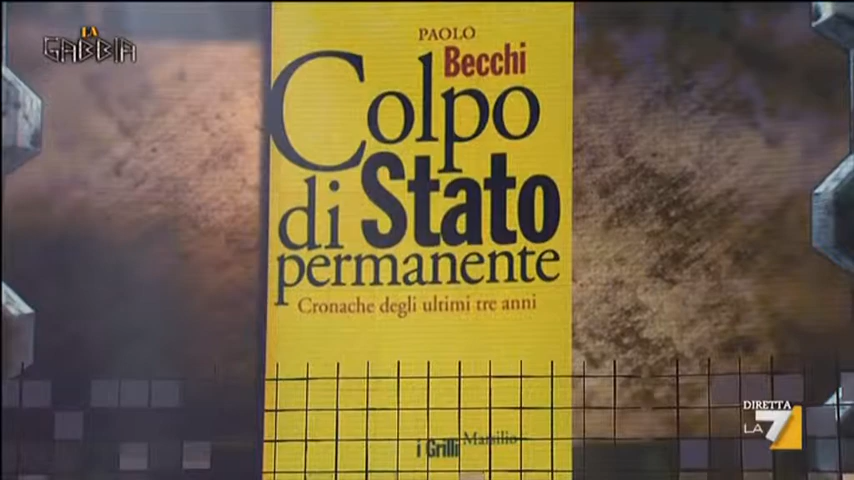 LA
GABBIA
PAOLO
Becchi
Colpo
di Stato
permanente
Cronache degli ultimi tre anni
i Grilli Marsilio
DIRETTA
LA 7